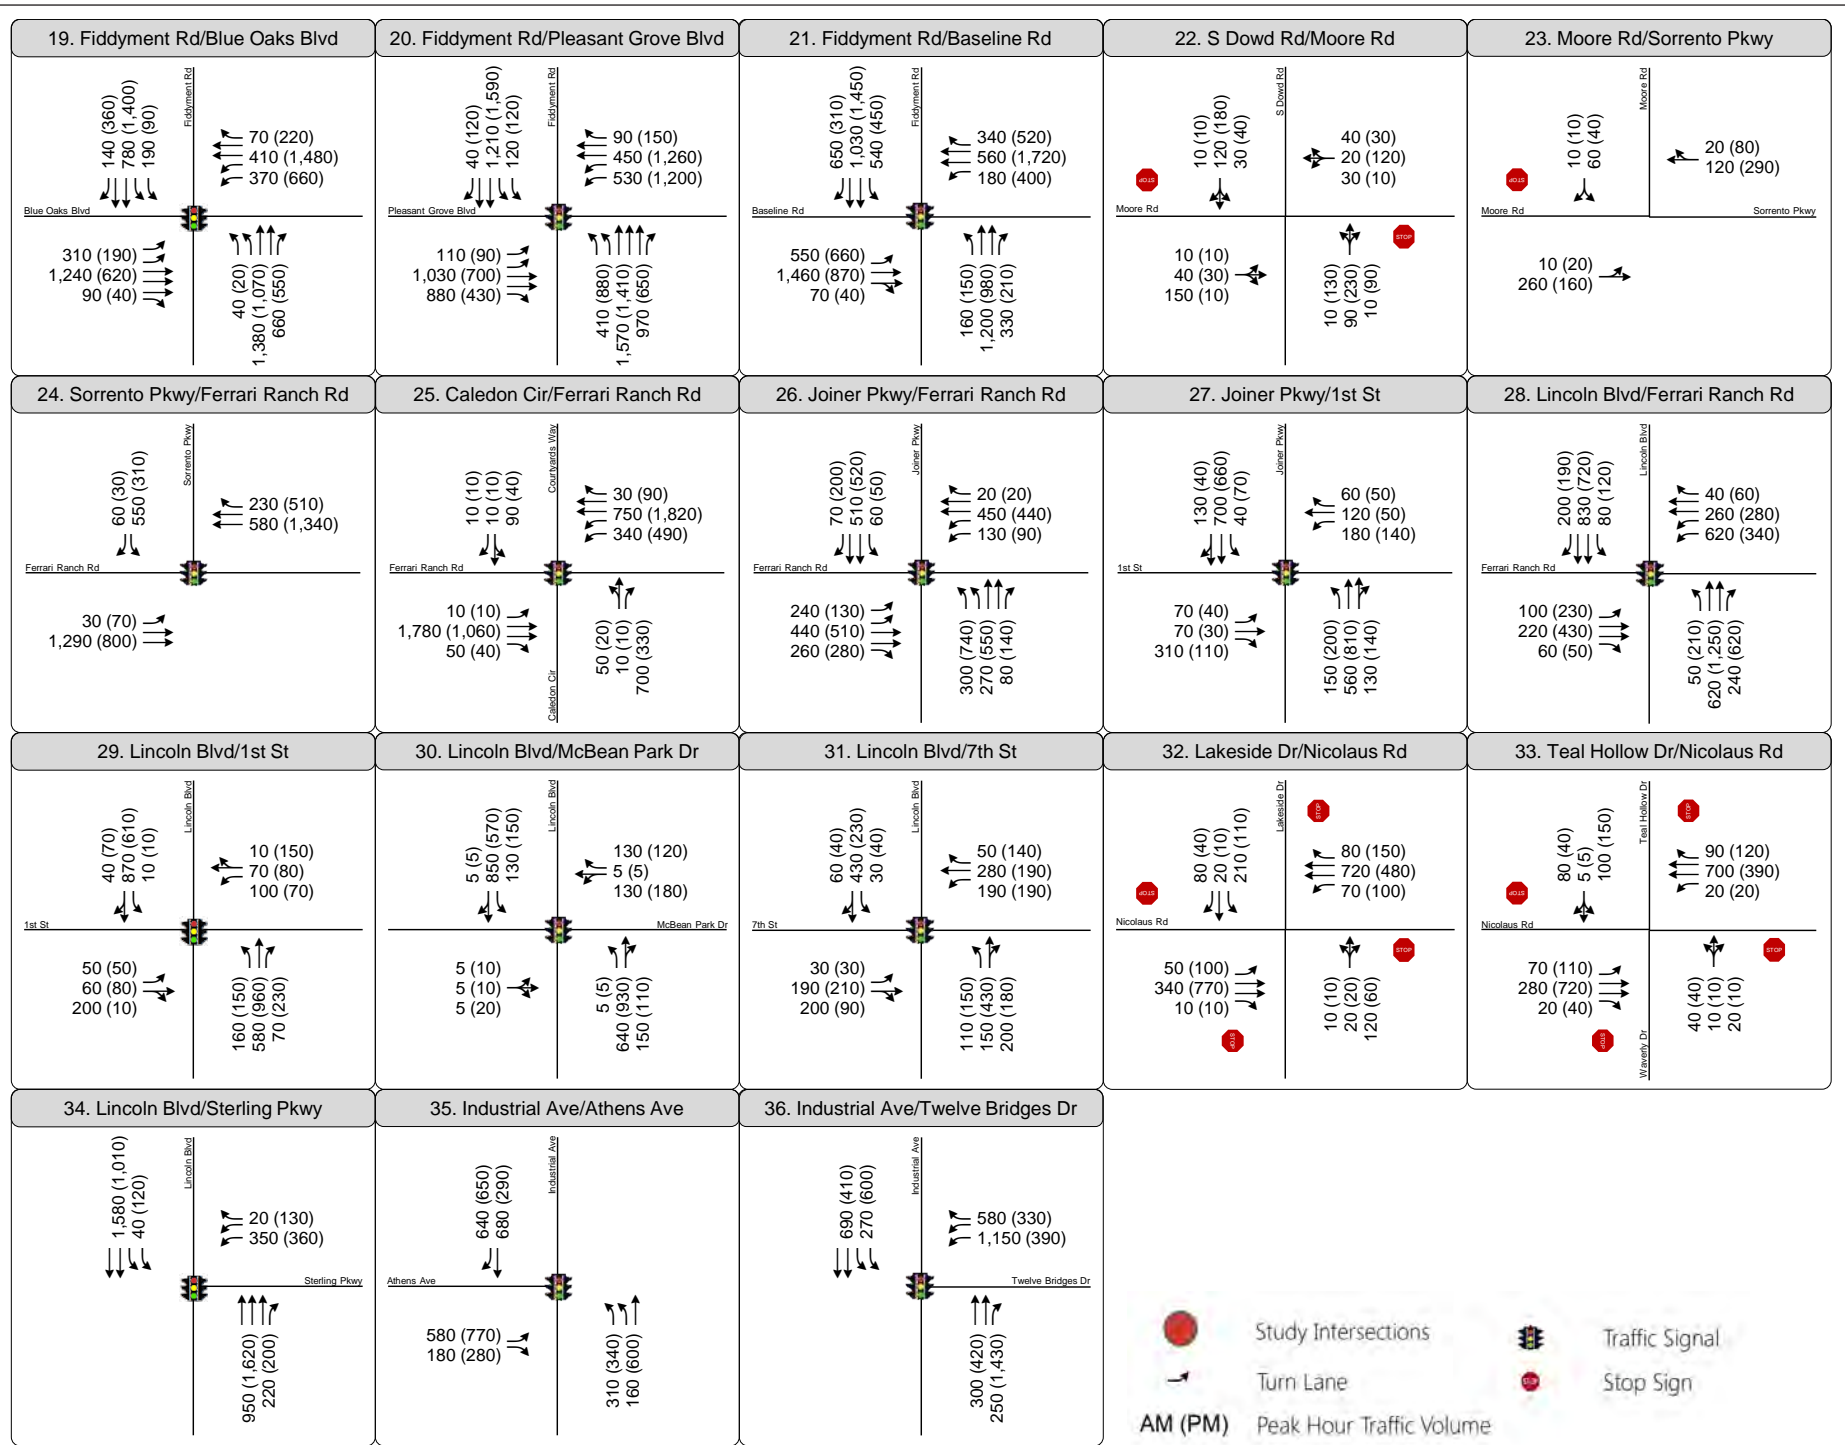 19. Fiddyment Rd/Blue Oaks Blvd
Fiddyment Rd
140 (360)
780 (1,400)
190 (90)
70 (220)
410 (1,480)
370 (660)
Blue Oaks Blvd
310 (190)
1,240 (620)
90 (40)
40 (20)
1,380 (1,070)
660 (550)
20. Fiddyment Rd/Pleasant Grove Blvd
Fiddyment Rd
40 (120)
1,210 (1,590)
120 (120)
90 (150)
450 (1,260)
530 (1,200)
Pleasant Grove Blvd
110 (90)
1,030 (700)
880 (430)
410 (880)
1,570 (1,410)
970 (650)
21. Fiddyment Rd/Baseline Rd
Fiddyment Rd
650 (310)
1,030 (1,450)
540 (450)
340 (520)
560 (1,720)
180 (400)
Baseline Rd
550 (660)
1,460 (870)
70 (40)
160 (150)
1,200 (980)
330 (210)
22. S Dowd Rd/Moore Rd
S Dowd Rd
10 (10)
120 (180)
30 (40)
40 (30)
20 (120)
30 (10)
STOP
Moore Rd
STOP
10 (10)
40 (30)
150 (10)
10 (130)
90 (230)
10 (90)
23. Moore Rd/Sorrento Pkwy
Moore Rd
10 (10)
60 (40)
20 (80)
120 (290)
STOP
Moore Rd
Sorrento Pkwy
10 (20)
260 (160)
24. Sorrento Pkwy/Ferrari Ranch Rd
Sorrento Pkwy
60 (30)
550 (310)
230 (510)
580 (1,340)
Ferrari Ranch Rd
30 (70)
1,290 (800)
25. Caledon Cir/Ferrari Ranch Rd
Courtyards Way
10 (10)
10 (10)
90 (40)
30 (90)
750 (1,820)
340 (490)
Ferrari Ranch Rd
10 (10)
1,780 (1,060)
50 (40)
50 (20)
10 (10)
700 (330)
Caledon Cir
26. Joiner Pkwy/Ferrari Ranch Rd
Joiner Pkwy
70 (200)
510 (520)
60 (50)
20 (20)
450 (440)
130 (90)
Ferrari Ranch Rd
240 (130)
440 (510)
260 (280)
300 (740)
270 (550)
80 (140)
27. Joiner Pkwy/1st St
Joiner Pkwy
130 (40)
700 (660)
40 (70)
60 (50)
120 (50)
180 (140)
1st St
70 (40)
70 (30)
310 (110)
150 (200)
560 (810)
130 (140)
28. Lincoln Blvd/Ferrari Ranch Rd
Lincoln Blvd
200 (190)
830 (720)
80 (120)
40 (60)
260 (280)
620 (340)
Ferrari Ranch Rd
100 (230)
220 (430)
60 (50)
50 (210)
620 (1,250)
240 (620)
29. Lincoln Blvd/1st St
Lincoln Blvd
40 (70)
870 (610)
10 (10)
10 (150)
70 (80)
100 (70)
1st St
50 (50)
60 (80)
200 (10)
160 (150)
580 (960)
70 (230)
30. Lincoln Blvd/McBean Park Dr
Lincoln Blvd
5 (5)
850 (570)
130 (150)
130 (120)
5 (5)
130 (180)
McBean Park Dr
5 (10)
5 (10)
5 (20)
5 (5)
640 (930)
150 (110)
31. Lincoln Blvd/7th St
Lincoln Blvd
60 (40)
430 (230)
30 (40)
50 (140)
280 (190)
190 (190)
7th St
30 (30)
190 (210)
200 (90)
110 (150)
150 (430)
200 (180)
32. Lakeside Dr/Nicolaus Rd
Lakeside Dr
STOP
80 (40)
20 (10)
210 (110)
80 (150)
720 (480)
70 (100)
STOP
Nicolaus Rd
STOP
50 (100)
340 (770)
10 (10)
10 (10)
20 (20)
120 (60)
STOP
33. Teal Hollow Dr/Nicolaus Rd
Teal Hollow Dr
STOP
80 (40)
5 (5)
100 (150)
90 (120)
700 (390)
20 (20)
STOP
Nicolaus Rd
STOP
70 (110)
280 (720)
20 (40)
40 (40)
10 (10)
20 (10)
STOP
Waverly Dr
34. Lincoln Blvd/Sterling Pkwy
Lincoln Blvd
1,580 (1,010)
40 (120)
20 (130)
350 (360)
Sterling Pkwy
950 (1,620)
220 (200)
35. Industrial Ave/Athens Ave
Industrial Ave
640 (650)
680 (290)
Athens Ave
580 (770)
180 (280)
310 (340)
160 (600)
36. Industrial Ave/Twelve Bridges Dr
Industrial Ave
690 (410)
270 (600)
580 (330)
1,150 (390)
Twelve Bridges Dr
300 (420)
250 (1,430)
Study Intersections
Traffic Signal
Turn Lane
STOP
Stop Sign
AM (PM)
Peak Hour Traffic Volume